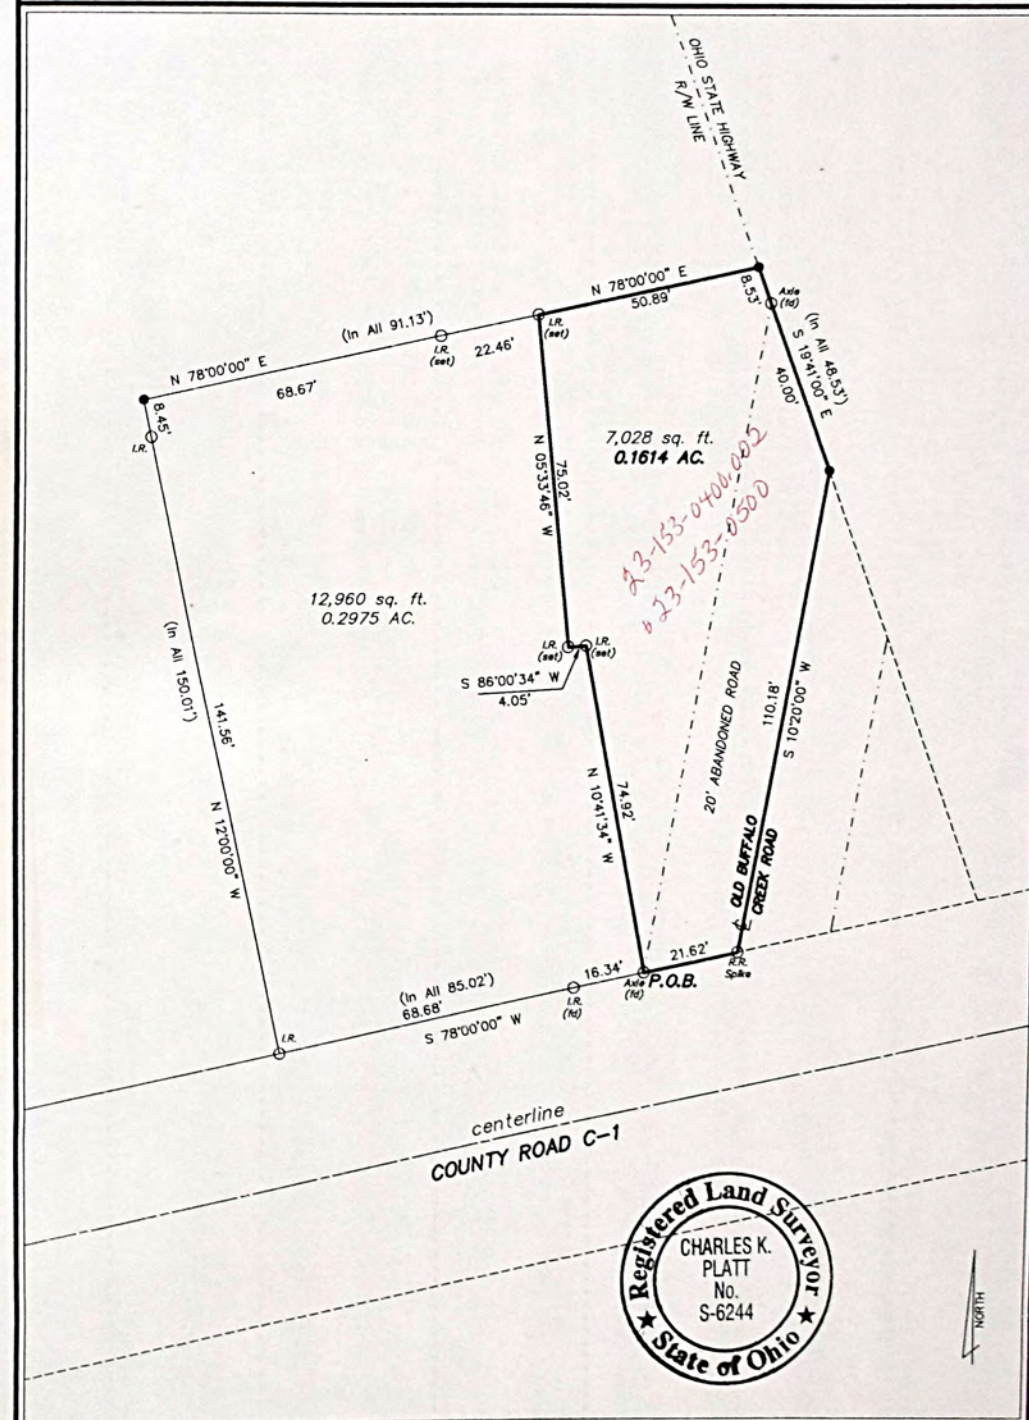 OHIO STATE HIGHWAY
R/W LINE
N 78°00'00" E
50.89'
8.53'
Axle
(fd)
(In All 48.53')
S 19°41'00" E
40.00'
I.R.
(set)
(In All 91.13')
I.R.
(set)
22.46'
N 78°00'00" E
68.67'
8.45'
I.R.
7,028 sq. ft.
0.1614 AC.
23-153-0400.002
23-153-0500
75.02'
N 05°33'46" W
12,960 sq. ft.
0.2975 AC.
I.R.
(set)
I.R.
(set)
S 86°00'34" W
4.05'
(In All 150.01')
141.56'
N 12°00'00" W
74.92'
N 10°41'34" W
20' ABANDONED ROAD
110.18'
S 10°20'00" W
℄ OLD BUFFALO
CREEK ROAD
21.62'
R.R.
Spike
16.34'
Axle
(fd)
P.O.B.
I.R.
(fd)
(In All 85.02')
68.68'
S 78°00'00" W
I.R.
centerline
COUNTY ROAD C-1
Registered Land Surveyor
CHARLES K.
PLATT
No.
S-6244
★ State of Ohio ★
NORTH